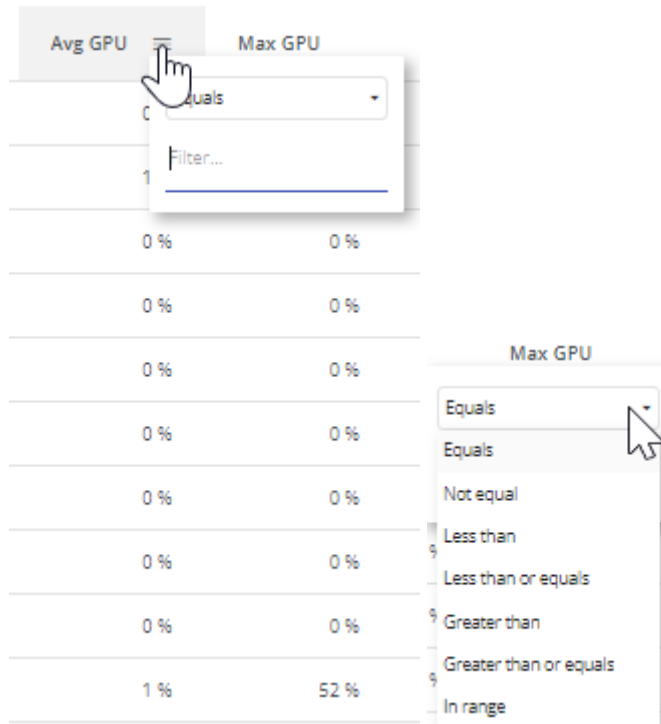 Avg GPU Max GPU
Equals
Filter...
0 % 0 %
0 % 0 %
0 % 0 %
0 % 0 %
0 % 0 %
0 % 0 %
0 % 0 %
1 % 52 %
Max GPU
Equals
Equals
Not equal
Less than
Less than or equals
Greater than
Greater than or equals
In range